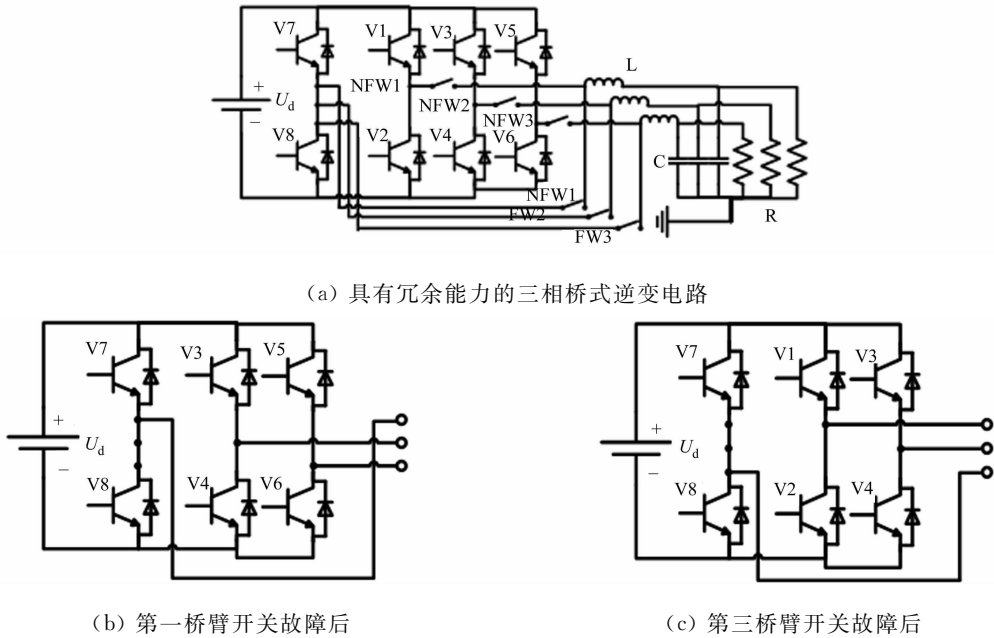 V7
V1
V3
V5
L
+
Ud
−
NFW1
NFW2
NFW3
V8
V2
V4
V6
C
NFW1
FW2
FW3
R
(a) 具有冗余能力的三相桥式逆变电路
V7
V3
V5
+
Ud
−
V8
V4
V6
(b) 第一桥臂开关故障后
V7
V1
V3
+
Ud
−
V8
V2
V4
(c) 第三桥臂开关故障后